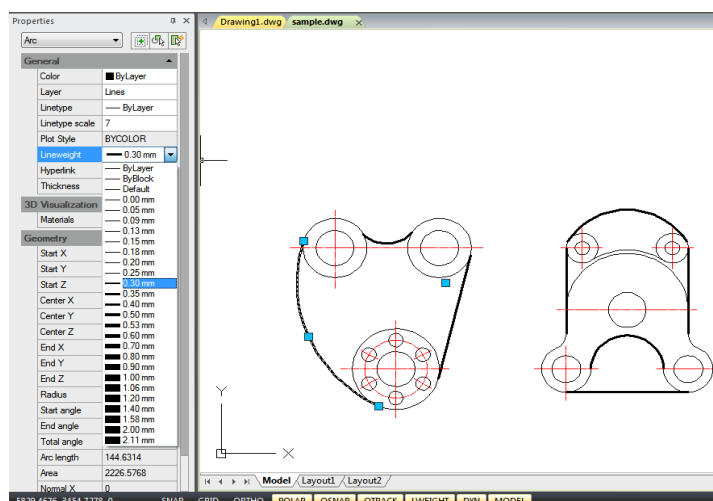 Properties
Arc
General
Color ByLayer
Layer Lines
Linetype ByLayer
Linetype scale 7
Plot Style BYCOLOR
Lineweight 0.30 mm
Hyperlink
Thickness
3D Visualization
Materials
Geometry
Start X
Start Y
Start Z
Center X
Center Y
Center Z
End X
End Y
End Z
Radius
Start angle
End angle
Total angle
Arc length 144.6314
Area 2226.5768
Normal X 0
ByLayer
ByBlock
Default
0.00 mm
0.05 mm
0.09 mm
0.13 mm
0.15 mm
0.18 mm
0.20 mm
0.25 mm
0.30 mm
0.35 mm
0.40 mm
0.50 mm
0.53 mm
0.60 mm
0.70 mm
0.80 mm
0.90 mm
1.00 mm
1.06 mm
1.20 mm
1.40 mm
1.58 mm
2.00 mm
2.11 mm
Drawing1.dwg sample.dwg
Y
X
Model Layout1 Layout2
SNAP GRID ORTHO POLAR OSNAP OTRACK LWEIGHT DYN MODEL